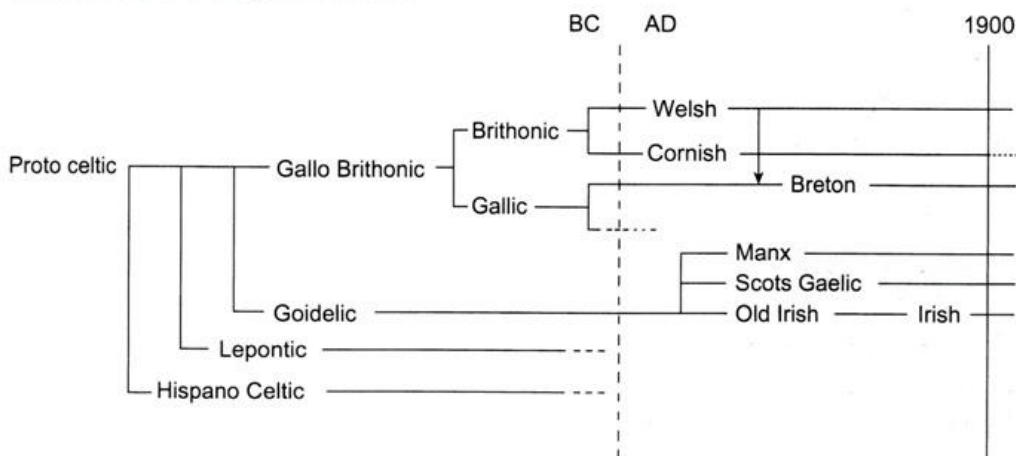 BC AD 1900
Welsh
Brithonic
Cornish
Proto celtic Gallo Brithonic
Breton
Gallic
Manx
Scots Gaelic
Goidelic Old Irish Irish
Lepontic
Hispano Celtic